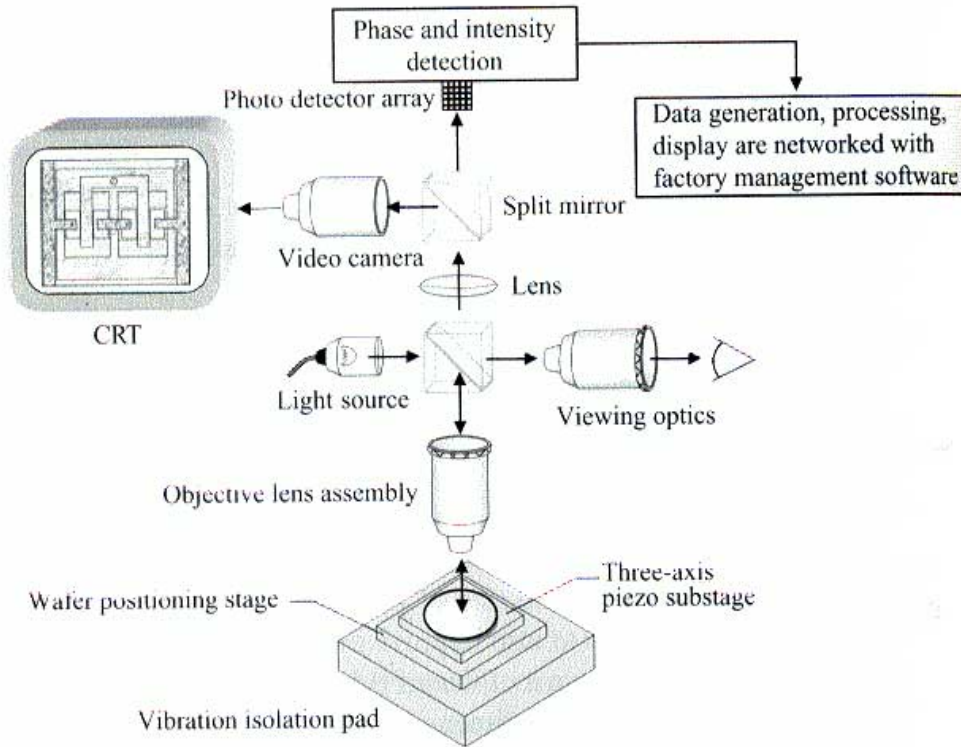 Phase and intensity
detection
Photo detector array
Data generation, processing,
display are networked with
factory management software
Split mirror
Video camera
Lens
CRT
Light source
Viewing optics
Objective lens assembly
Three-axis
piezo substage
Wafer positioning stage
Vibration isolation pad